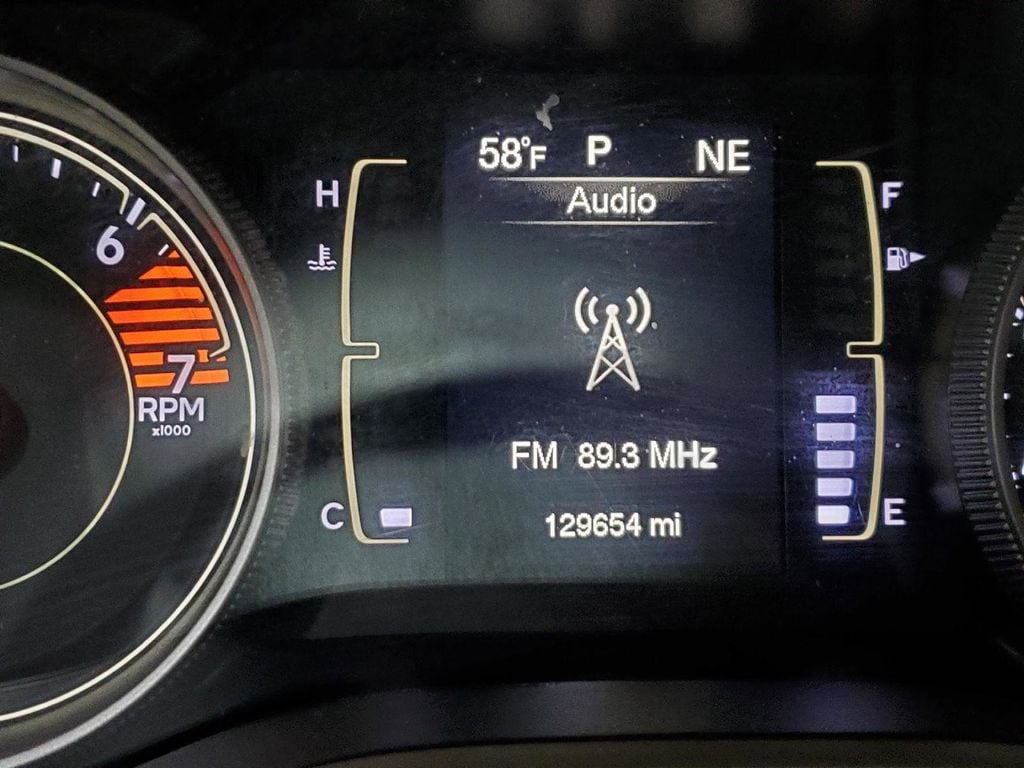 58°F P NE
Audio
H
F
6
7
RPM
x1000
FM 89.3 MHz
C
129654 mi
E